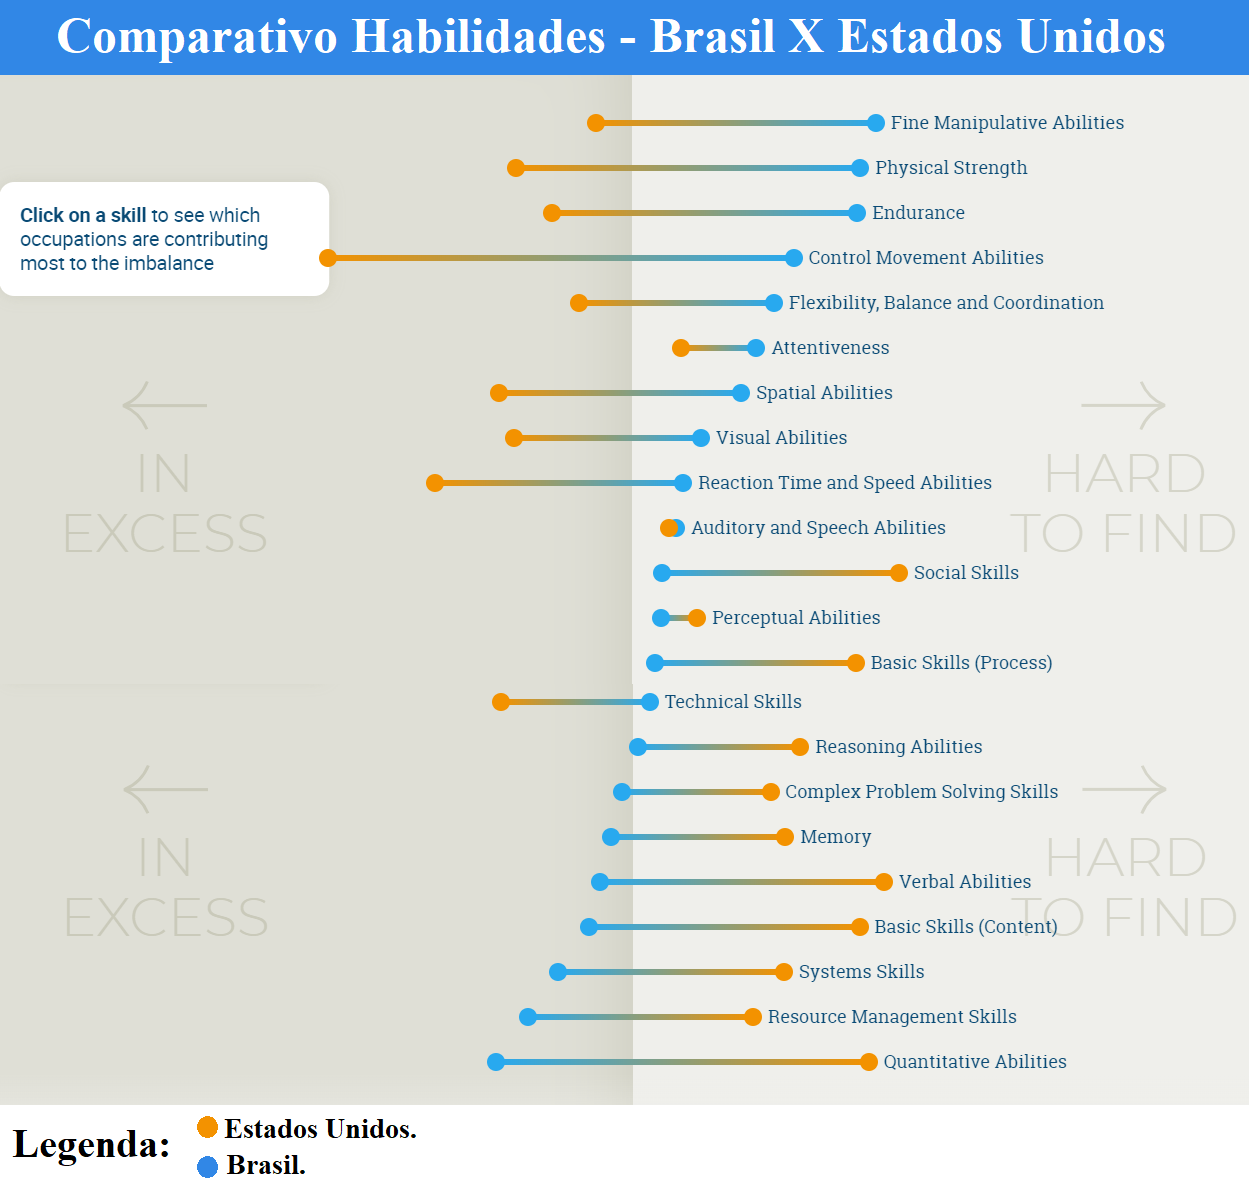 Comparativo Habilidades - Brasil X Estados Unidos
Fine Manipulative Abilities
Physical Strength
Click on a skill to see which
occupations are contributing
most to the imbalance
Endurance
Control Movement Abilities
Flexibility, Balance and Coordination
Attentiveness
Spatial Abilities
Visual Abilities
IN
EXCESS
HARD
TO FIND
Reaction Time and Speed Abilities
Auditory and Speech Abilities
Social Skills
Perceptual Abilities
Basic Skills (Process)
Technical Skills
Reasoning Abilities
Complex Problem Solving Skills
Memory
IN
EXCESS
HARD
TO FIND
Verbal Abilities
Basic Skills (Content)
Systems Skills
Resource Management Skills
Quantitative Abilities
Legenda:
Estados Unidos.
Brasil.